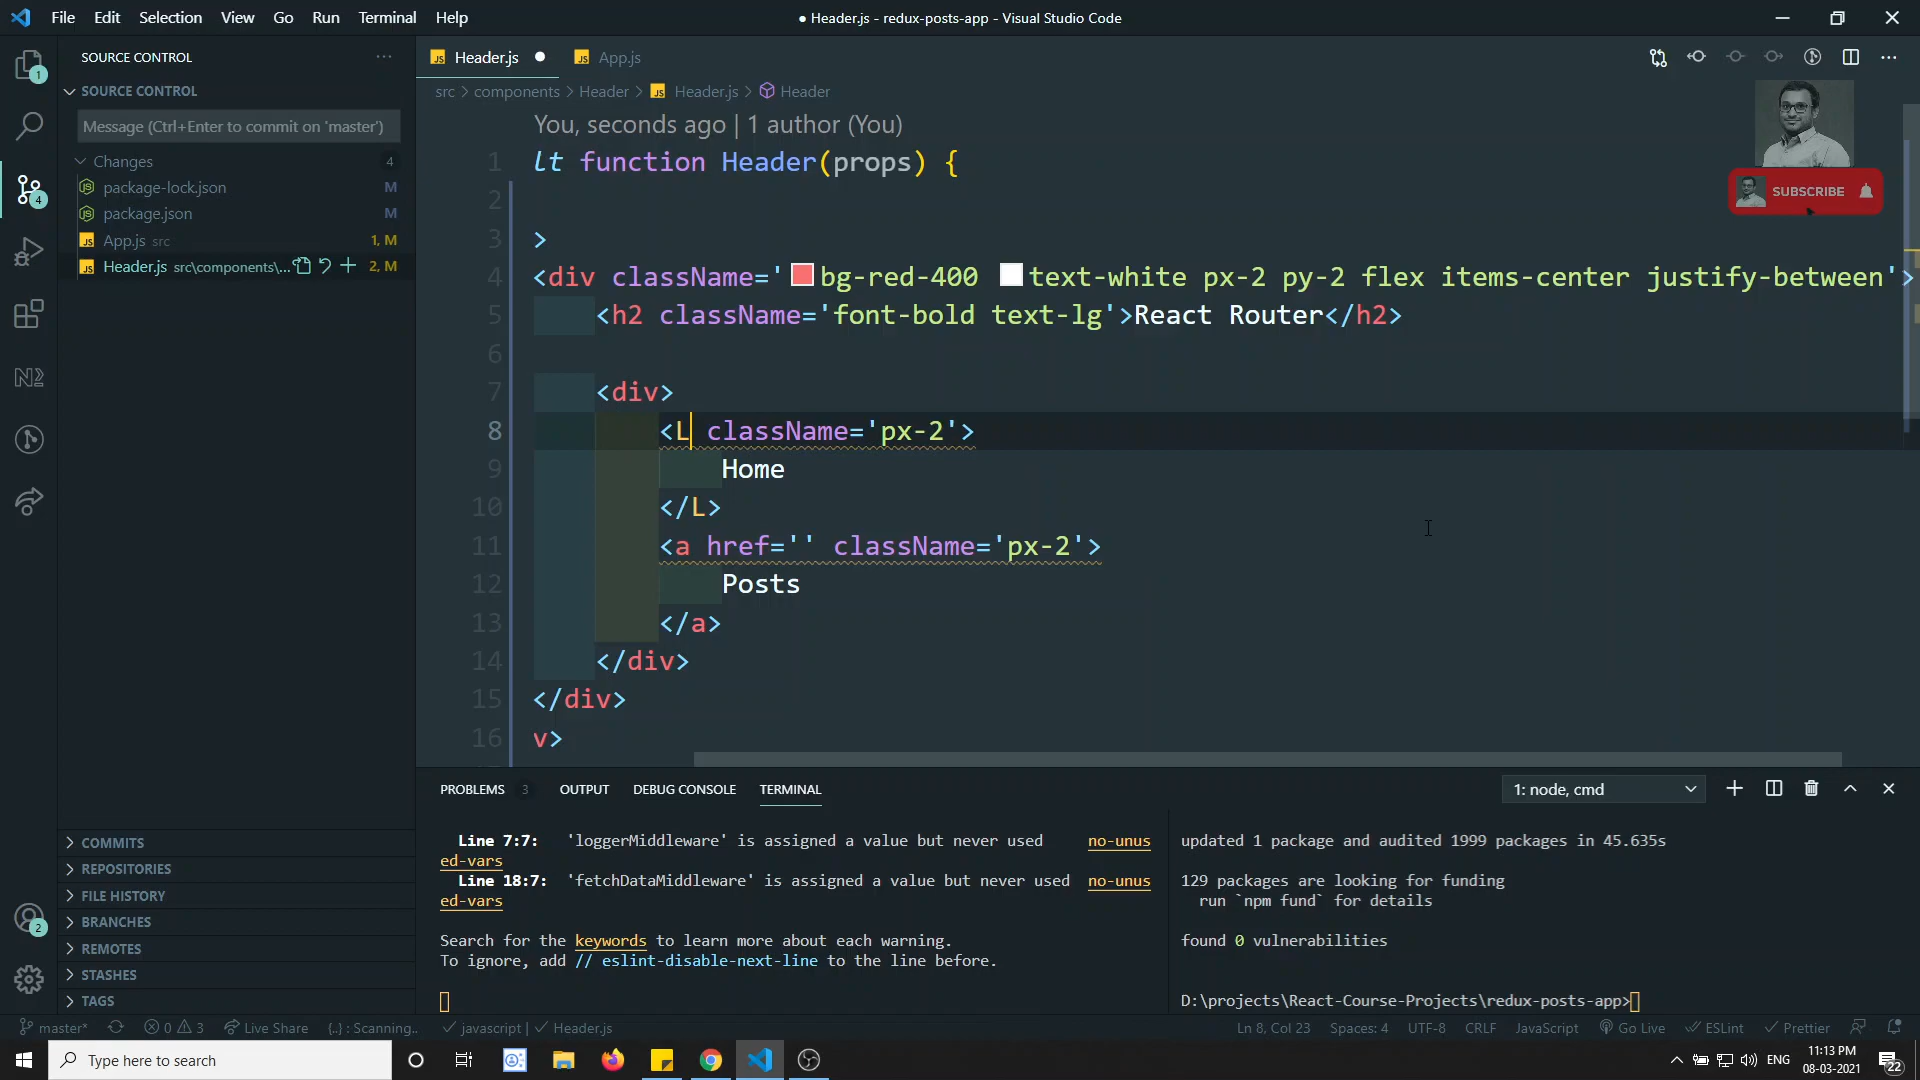 File Edit Selection View Go Run Terminal Help
● Header.js - redux-posts-app - Visual Studio Code
SOURCE CONTROL
SOURCE CONTROL
Message (Ctrl+Enter to commit on 'master')
Changes 4
package-lock.json M
package.json M
App.js src 1, M
Header.js src\components\... 2, M
COMMITS
REPOSITORIES
FILE HISTORY
BRANCHES
REMOTES
STASHES
TAGS
1
4
2
JS Header.js ●
JS App.js
src > components > Header > JS Header.js > Header
SUBSCRIBE
You, seconds ago | 1 author (You)
1 lt function Header(props) {
2
3 >
4 <div className='bg-red-400 text-white px-2 py-2 flex items-center justify-between'>
5 <h2 className='font-bold text-lg'>React Router</h2>
6
7 <div>
8 <L className='px-2'>
9 Home
10 </L>
11 <a href='' className='px-2'>
12 Posts
13 </a>
14 </div>
15 </div>
16 v>
PROBLEMS 3 OUTPUT DEBUG CONSOLE TERMINAL
1: node, cmd
Line 7:7: 'loggerMiddleware' is assigned a value but never used no-unus
ed-vars
Line 18:7: 'fetchDataMiddleware' is assigned a value but never used no-unus
ed-vars
Search for the keywords to learn more about each warning.
To ignore, add // eslint-disable-next-line to the line before.
updated 1 package and audited 1999 packages in 45.635s
129 packages are looking for funding
run `npm fund` for details
found 0 vulnerabilities
D:\projects\React-Course-Projects\redux-posts-app>
master* 0 3 Live Share {..} : Scanning.. javascript | Header.js
Ln 8, Col 23 Spaces: 4 UTF-8 CRLF JavaScript Go Live ESLint Prettier
Type here to search
ENG
11:13 PM
08-03-2021
22